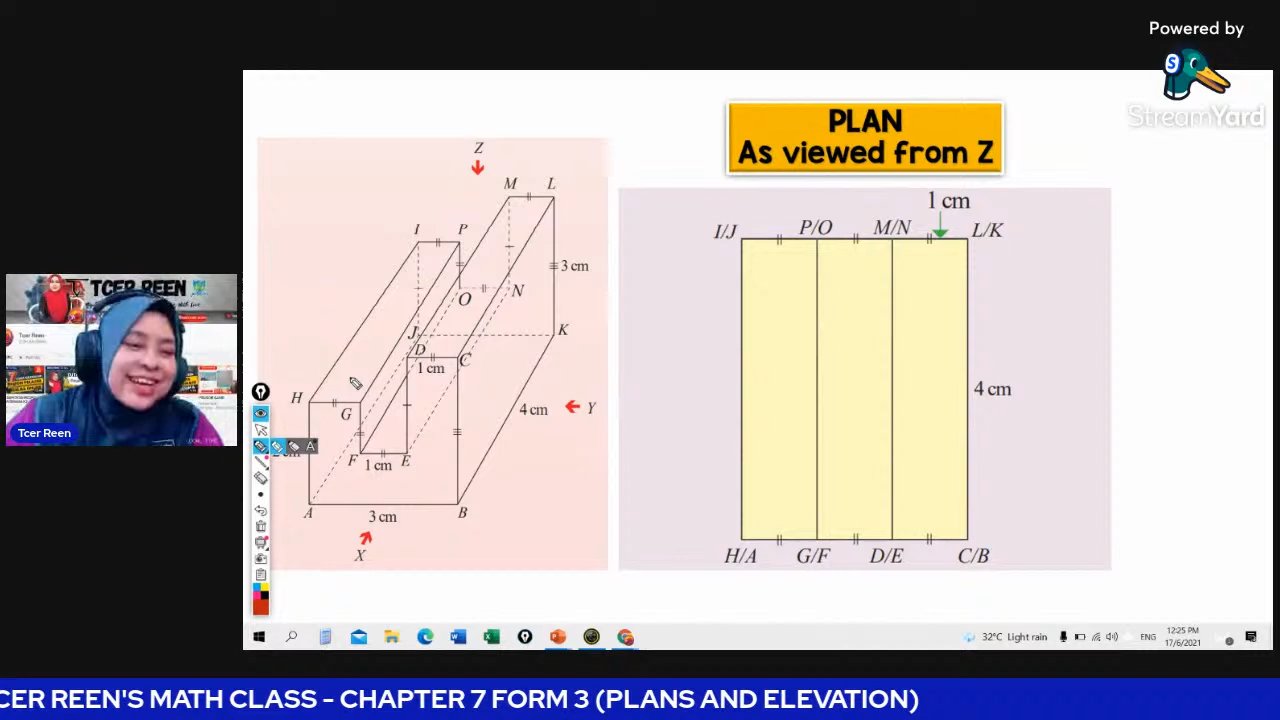 Powered by
StreamYard
PLAN
As viewed from Z
Z
M L
I P
3 cm
O N
J K
D C
1 cm
H G
4 cm Y
F E
1 cm
A B
3 cm
X
1 cm
I/J P/O M/N L/K
4 cm
H/A G/F D/E C/B
TCER REEN
Tcer Reen
Tcer Reen
A
32°C Light rain
ENG
12:25 PM
17/6/2021
CER REEN'S MATH CLASS - CHAPTER 7 FORM 3 (PLANS AND ELEVATION)